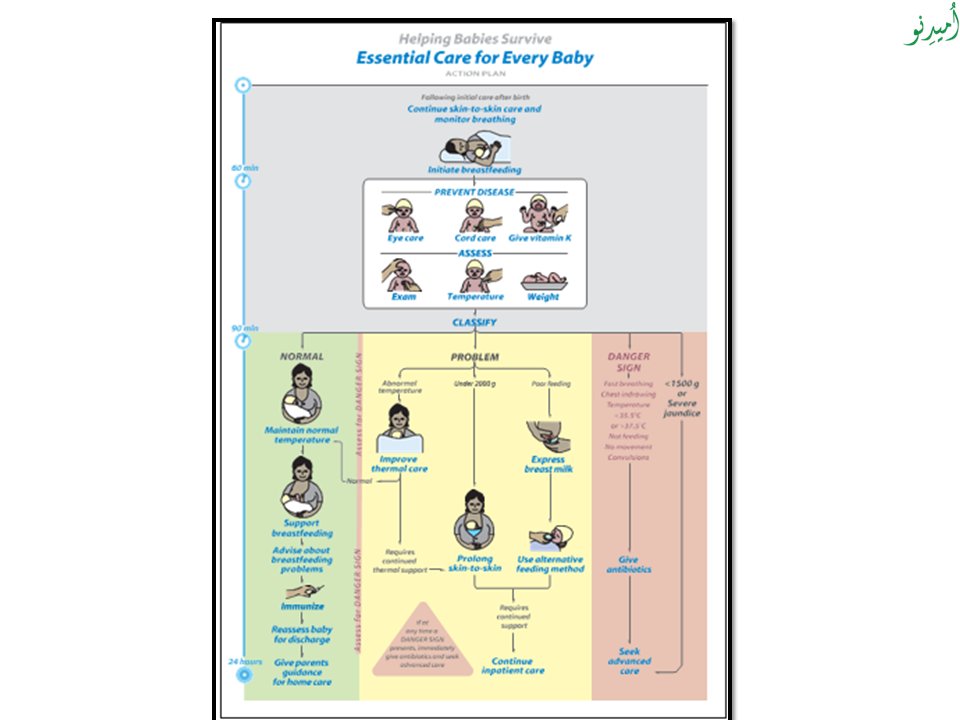 أُميدِنو
Helping Babies Survive
Essential Care for Every Baby
ACTION PLAN
Following initial care after birth
Continue skin-to-skin care and
monitor breathing
60 min
Initiate breastfeeding
PREVENT DISEASE
Eye care
Cord care
Give vitamin K
ASSESS
Exam
Temperature
Weight
CLASSIFY
90 min
NORMAL
Maintain normal
temperature
Support
breastfeeding
Advise about
breastfeeding
problems
Immunize
Reassess baby
for discharge
24 hours
Give parents
guidance
for home care
Assess for DANGER SIGN
Assess for DANGER SIGN
PROBLEM
Abnormal
temperature
Improve
thermal care
Normal
Requires
continued
thermal support
Under 2000 g
Prolong
skin-to-skin
Poor feeding
Express
breast milk
Use alternative
feeding method
Requires
continued
support
Continue
inpatient care
If at
any time a
DANGER SIGN
presents, immediately
give antibiotics and seek
advanced care
DANGER
SIGN
Fast breathing
Chest indrawing
Temperature
<35.5°C
or >37.5°C
Not feeding
No movement
Convulsions
Give
antibiotics
Seek
advanced
care
<1500 g
or
Severe
jaundice